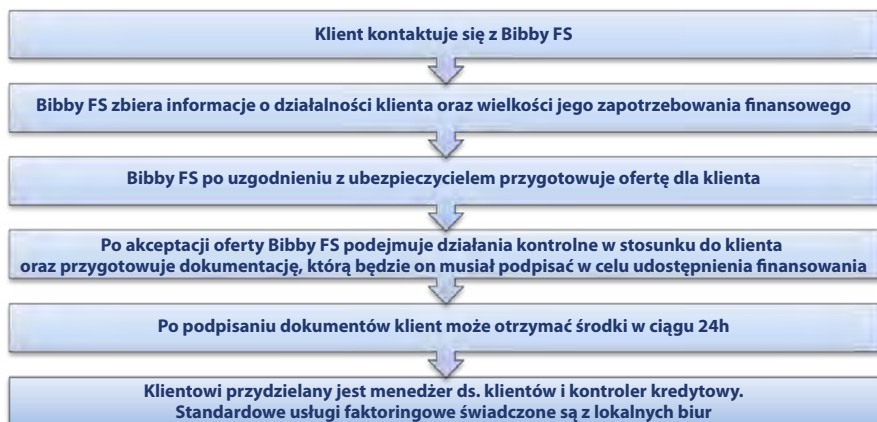 Klient kontaktuje się z Bibby FS
Bibby FS zbiera informacje o działalności klienta oraz wielkości jego zapotrzebowania finansowego
Bibby FS po uzgodnieniu z ubezpieczycielem przygotowuje ofertę dla klienta
Po akceptacji oferty Bibby FS podejmuje działania kontrolne w stosunku do klienta
oraz przygotowuje dokumentację, którą będzie on musiał podpisać w celu udostępnienia finansowania
Po podpisaniu dokumentów klient może otrzymać środki w ciągu 24h
Klientowi przydzielany jest menedżer ds. klientów i kontroler kredytowy.
Standardowe usługi faktoringowe świadczone są z lokalnych biur